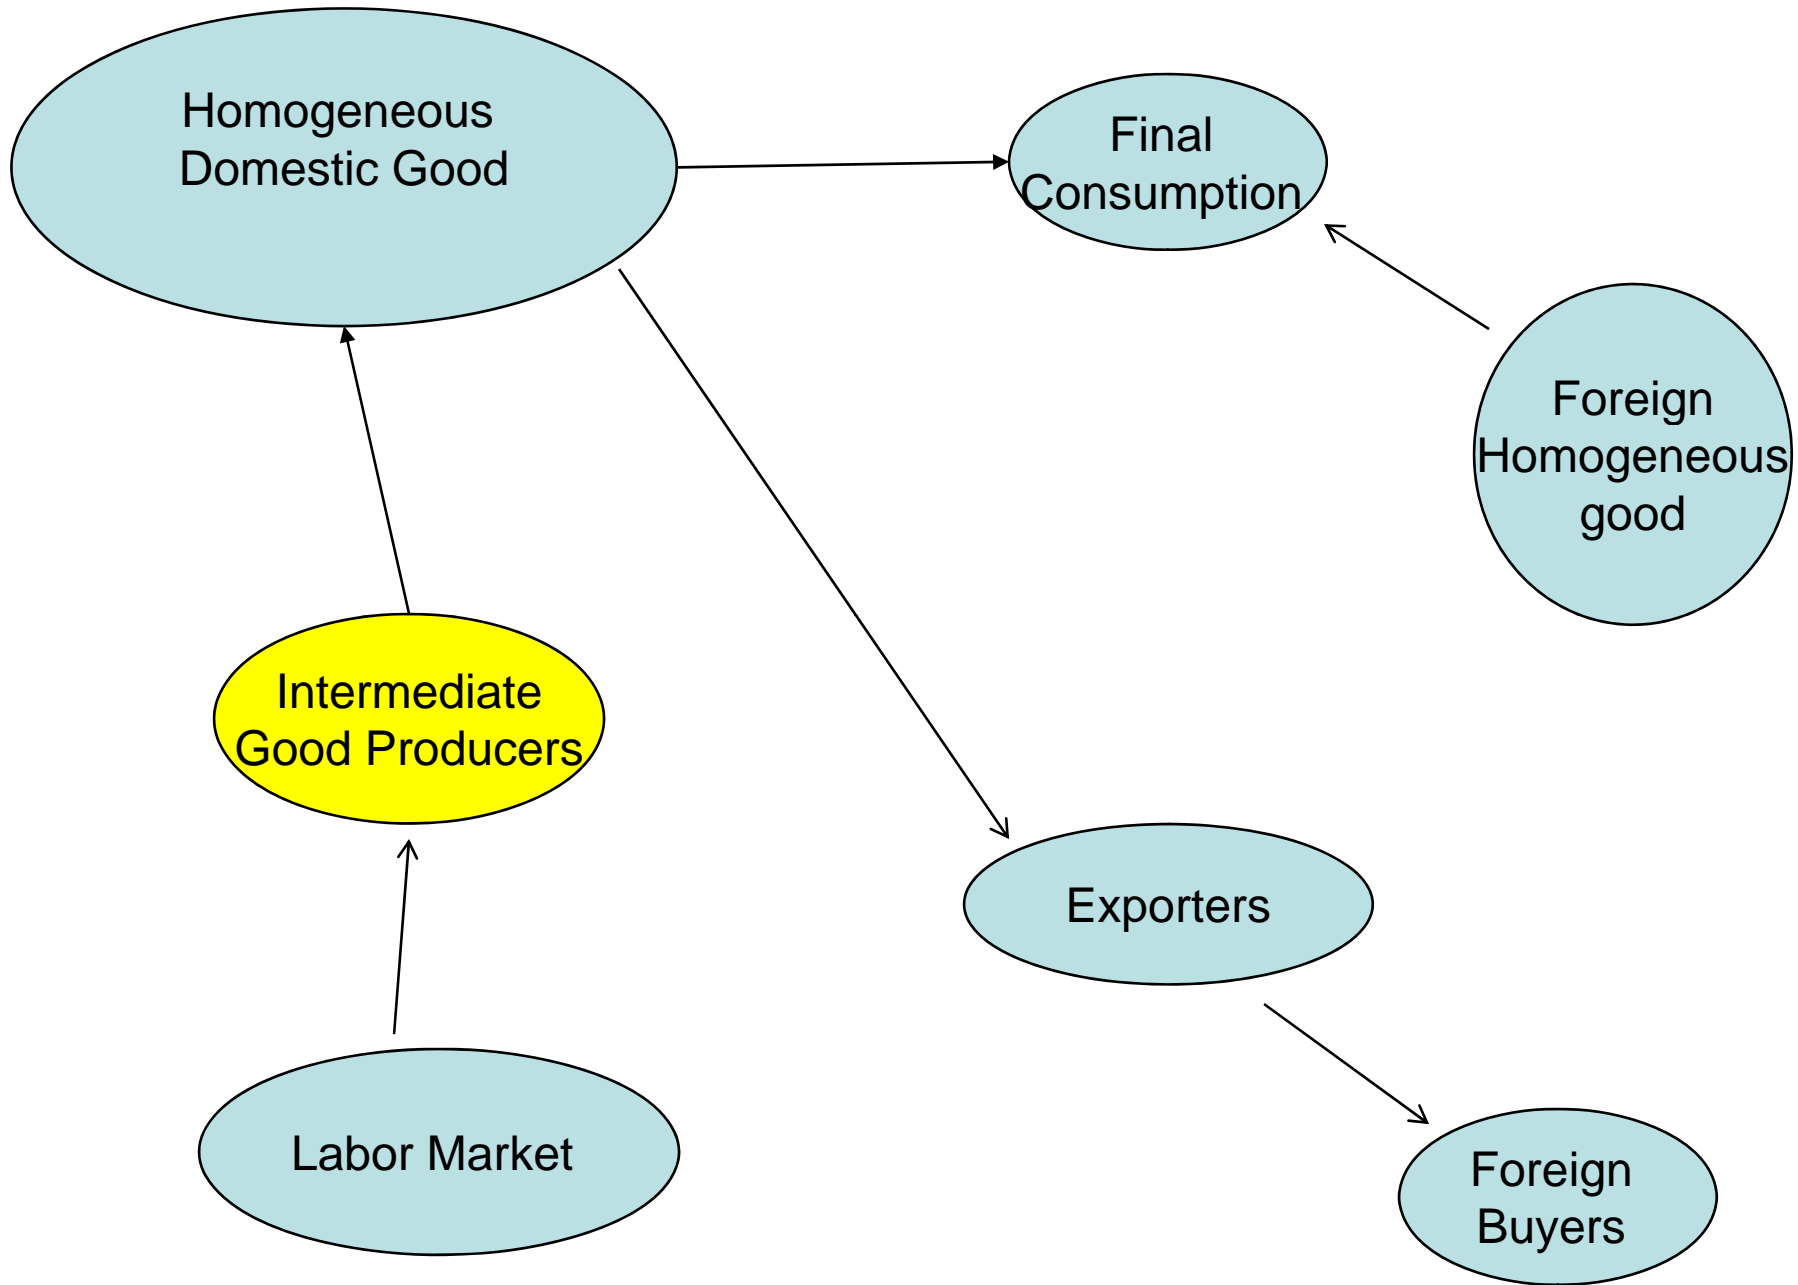 Homogeneous
Domestic Good
Final
Consumption
Foreign
Homogeneous
good
Intermediate
Good Producers
Exporters
Labor Market
Foreign
Buyers